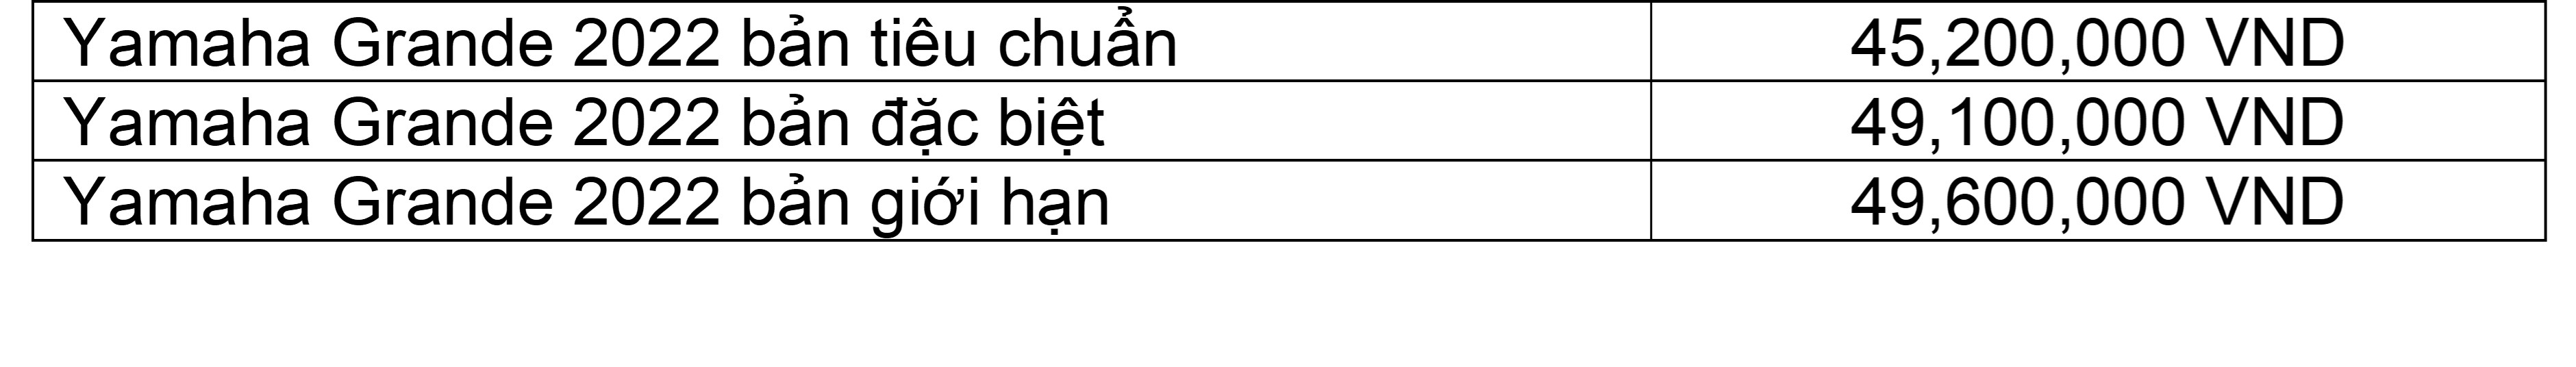 Yamaha Grande 2022 bản tiêu chuẩn 45,200,000 VND
Yamaha Grande 2022 bản đặc biệt 49,100,000 VND
Yamaha Grande 2022 bản giới hạn 49,600,000 VND